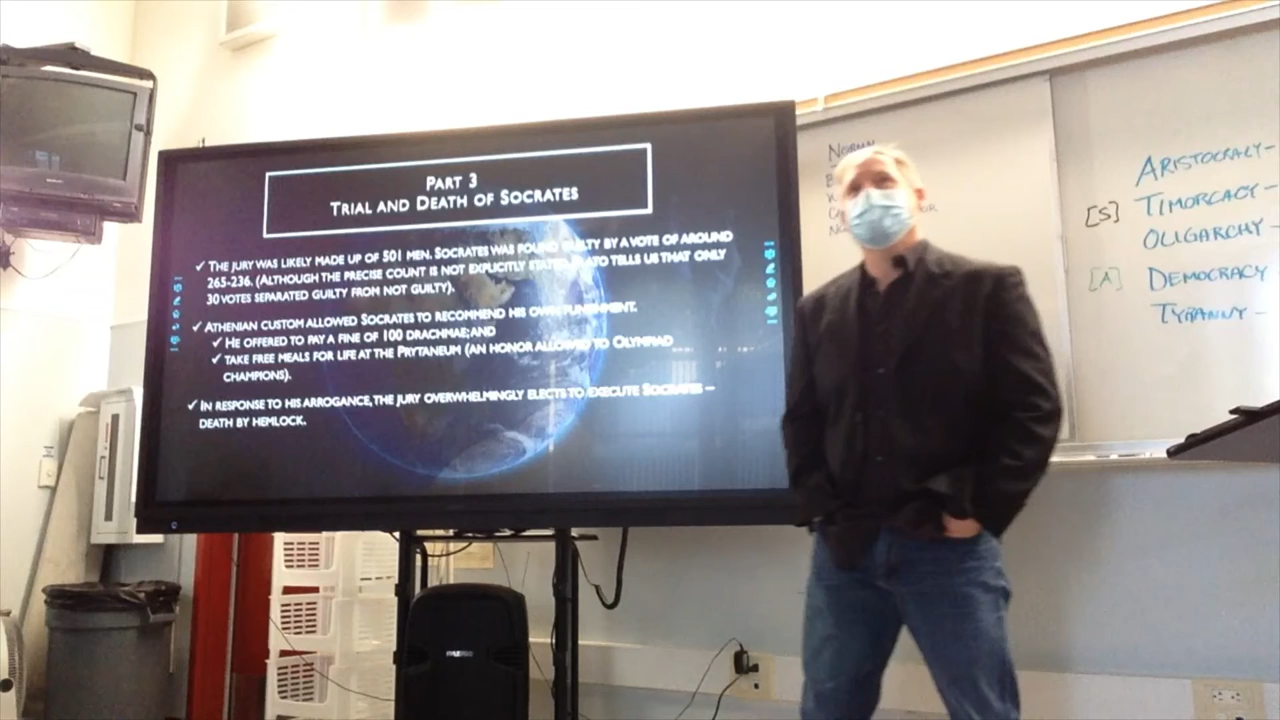 PART 3
TRIAL AND DEATH OF SOCRATES
✓ THE JURY WAS LIKELY MADE UP OF 501 MEN. SOCRATES WAS FOUND GUILTY BY A VOTE OF AROUND
265-236. (ALTHOUGH THE PRECISE COUNT IS NOT EXPLICITLY STATED, PLATO TELLS US THAT ONLY
30 VOTES SEPARATED GUILTY FROM NOT GUILTY).
✓ ATHENIAN CUSTOM ALLOWED SOCRATES TO RECOMMEND HIS OWN PUNISHMENT.
✓ HE OFFERED TO PAY A FINE OF 100 DRACHMAE; AND
✓ TAKE FREE MEALS FOR LIFE AT THE PRYTANEUM (AN HONOR ALLOWED TO OLYMPIAD
CHAMPIONS).
✓ IN RESPONSE TO HIS ARROGANCE, THE JURY OVERWHELMINGLY ELECTS TO EXECUTE SOCRATES –
DEATH BY HEMLOCK.
ARISTOCRACY-
[S] TIMORCACY-
OLIGARCHY-
[A] DEMOCRACY
TYRANNY-